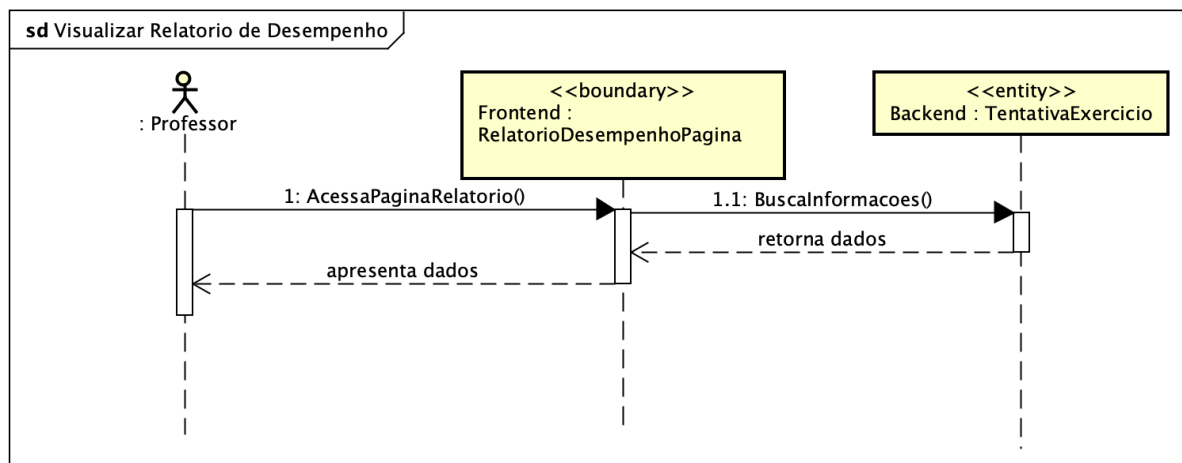 sd Visualizar Relatorio de Desempenho
: Professor
<<boundary>>
Frontend :
RelatorioDesempenhoPagina
<<entity>>
Backend : TentativaExercicio
1: AcessaPaginaRelatorio()
1.1: BuscaInformacoes()
retorna dados
apresenta dados